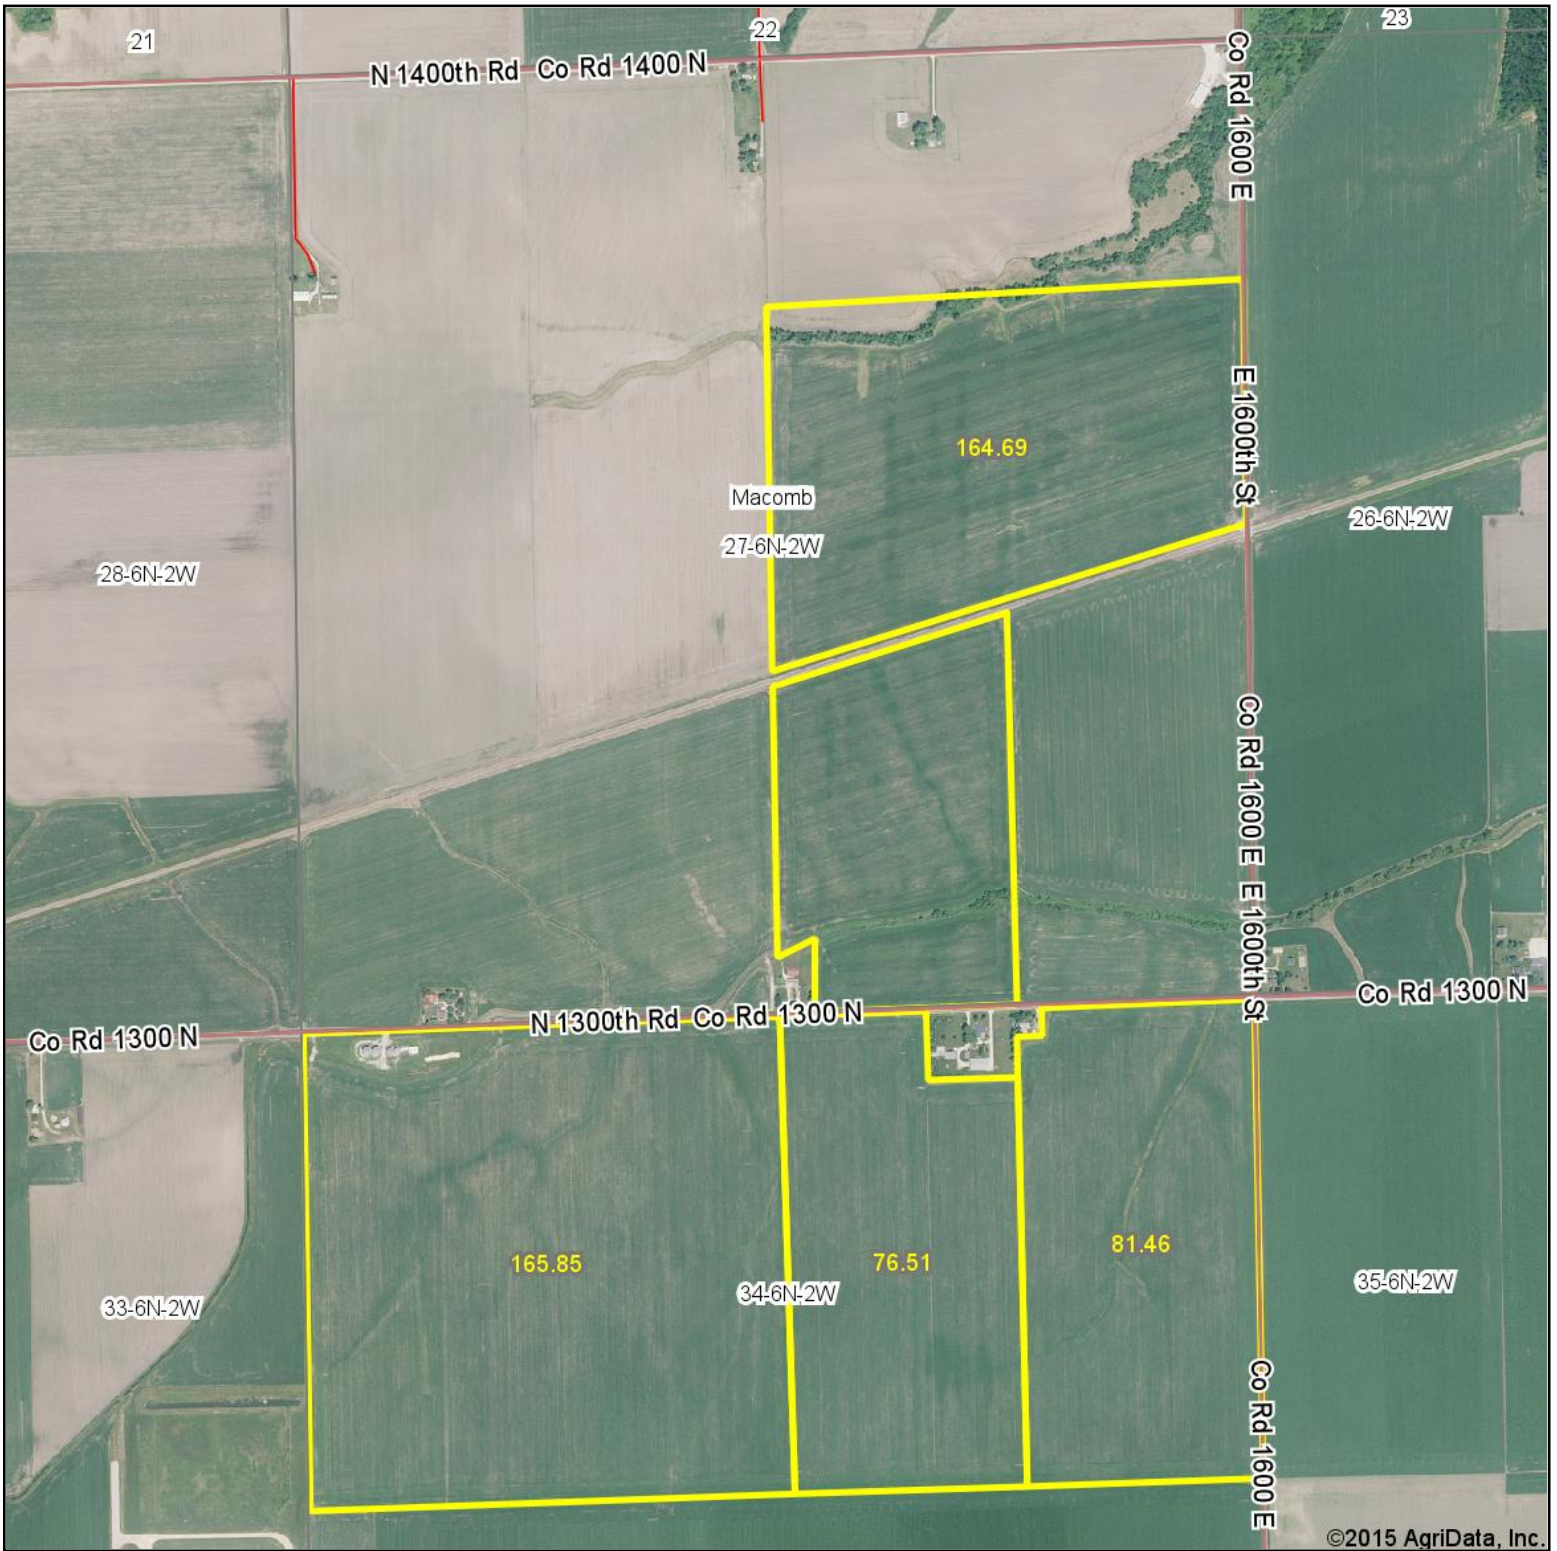 21
22
23
N 1400th Rd Co Rd 1400 N
Co Rd 1600 E
E 1600th St
164.69
Macomb
27-6N-2W
26-6N-2W
28-6N-2W
Co Rd 1600 E E 1600th St
Co Rd 1300 N
N 1300th Rd Co Rd 1300 N
Co Rd 1300 N
165.85
76.51
81.46
33-6N-2W
34-6N-2W
35-6N-2W
Co Rd 1600 E
©2015 AgriData, Inc.